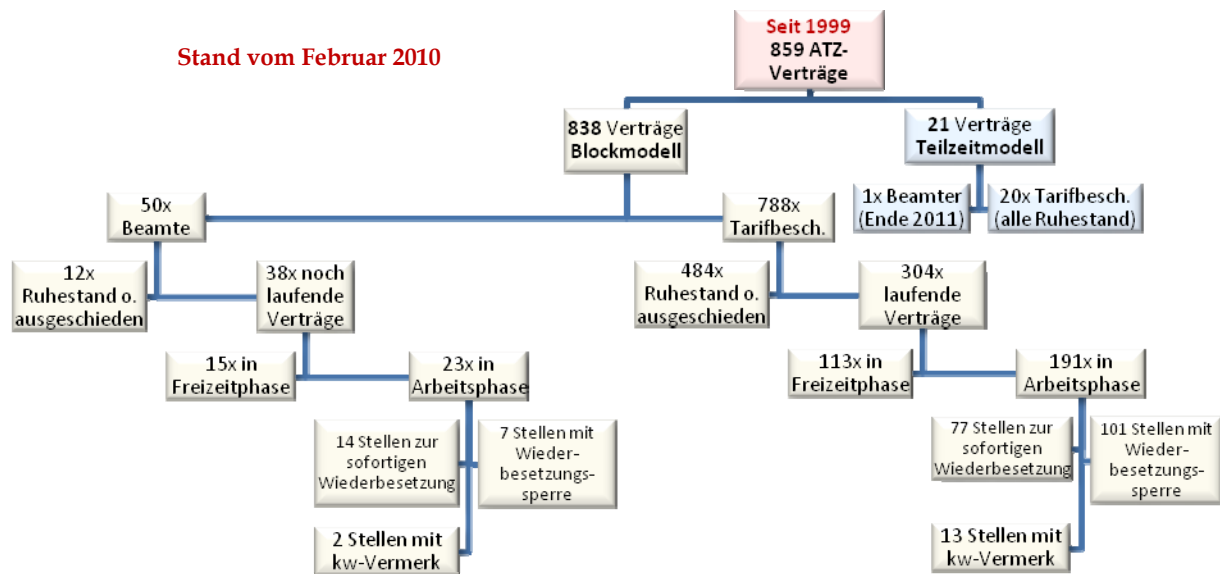 Stand vom Februar 2010
Seit 1999
859 ATZ-
Verträge
838 Verträge
Blockmodell
21 Verträge
Teilzeitmodell
1x Beamter
(Ende 2011)
20x Tarifbesch.
(alle Ruhestand)
50x
Beamte
788x
Tarifbesch.
12x
Ruhestand o.
ausgeschieden
38x noch
laufende
Verträge
484x
Ruhestand o.
ausgeschieden
304x
laufende
Verträge
15x in
Freizeitphase
23x in
Arbeitsphase
113x in
Freizeitphase
191x in
Arbeitsphase
14 Stellen zur
sofortigen
Wiederbesetzung
7 Stellen mit
Wieder-
besetzungs-
sperre
77 Stellen zur
sofortigen
Wiederbesetzung
101 Stellen mit
Wieder-
besetzungs-
sperre
2 Stellen mit
kw-Vermerk
13 Stellen mit
kw-Vermerk